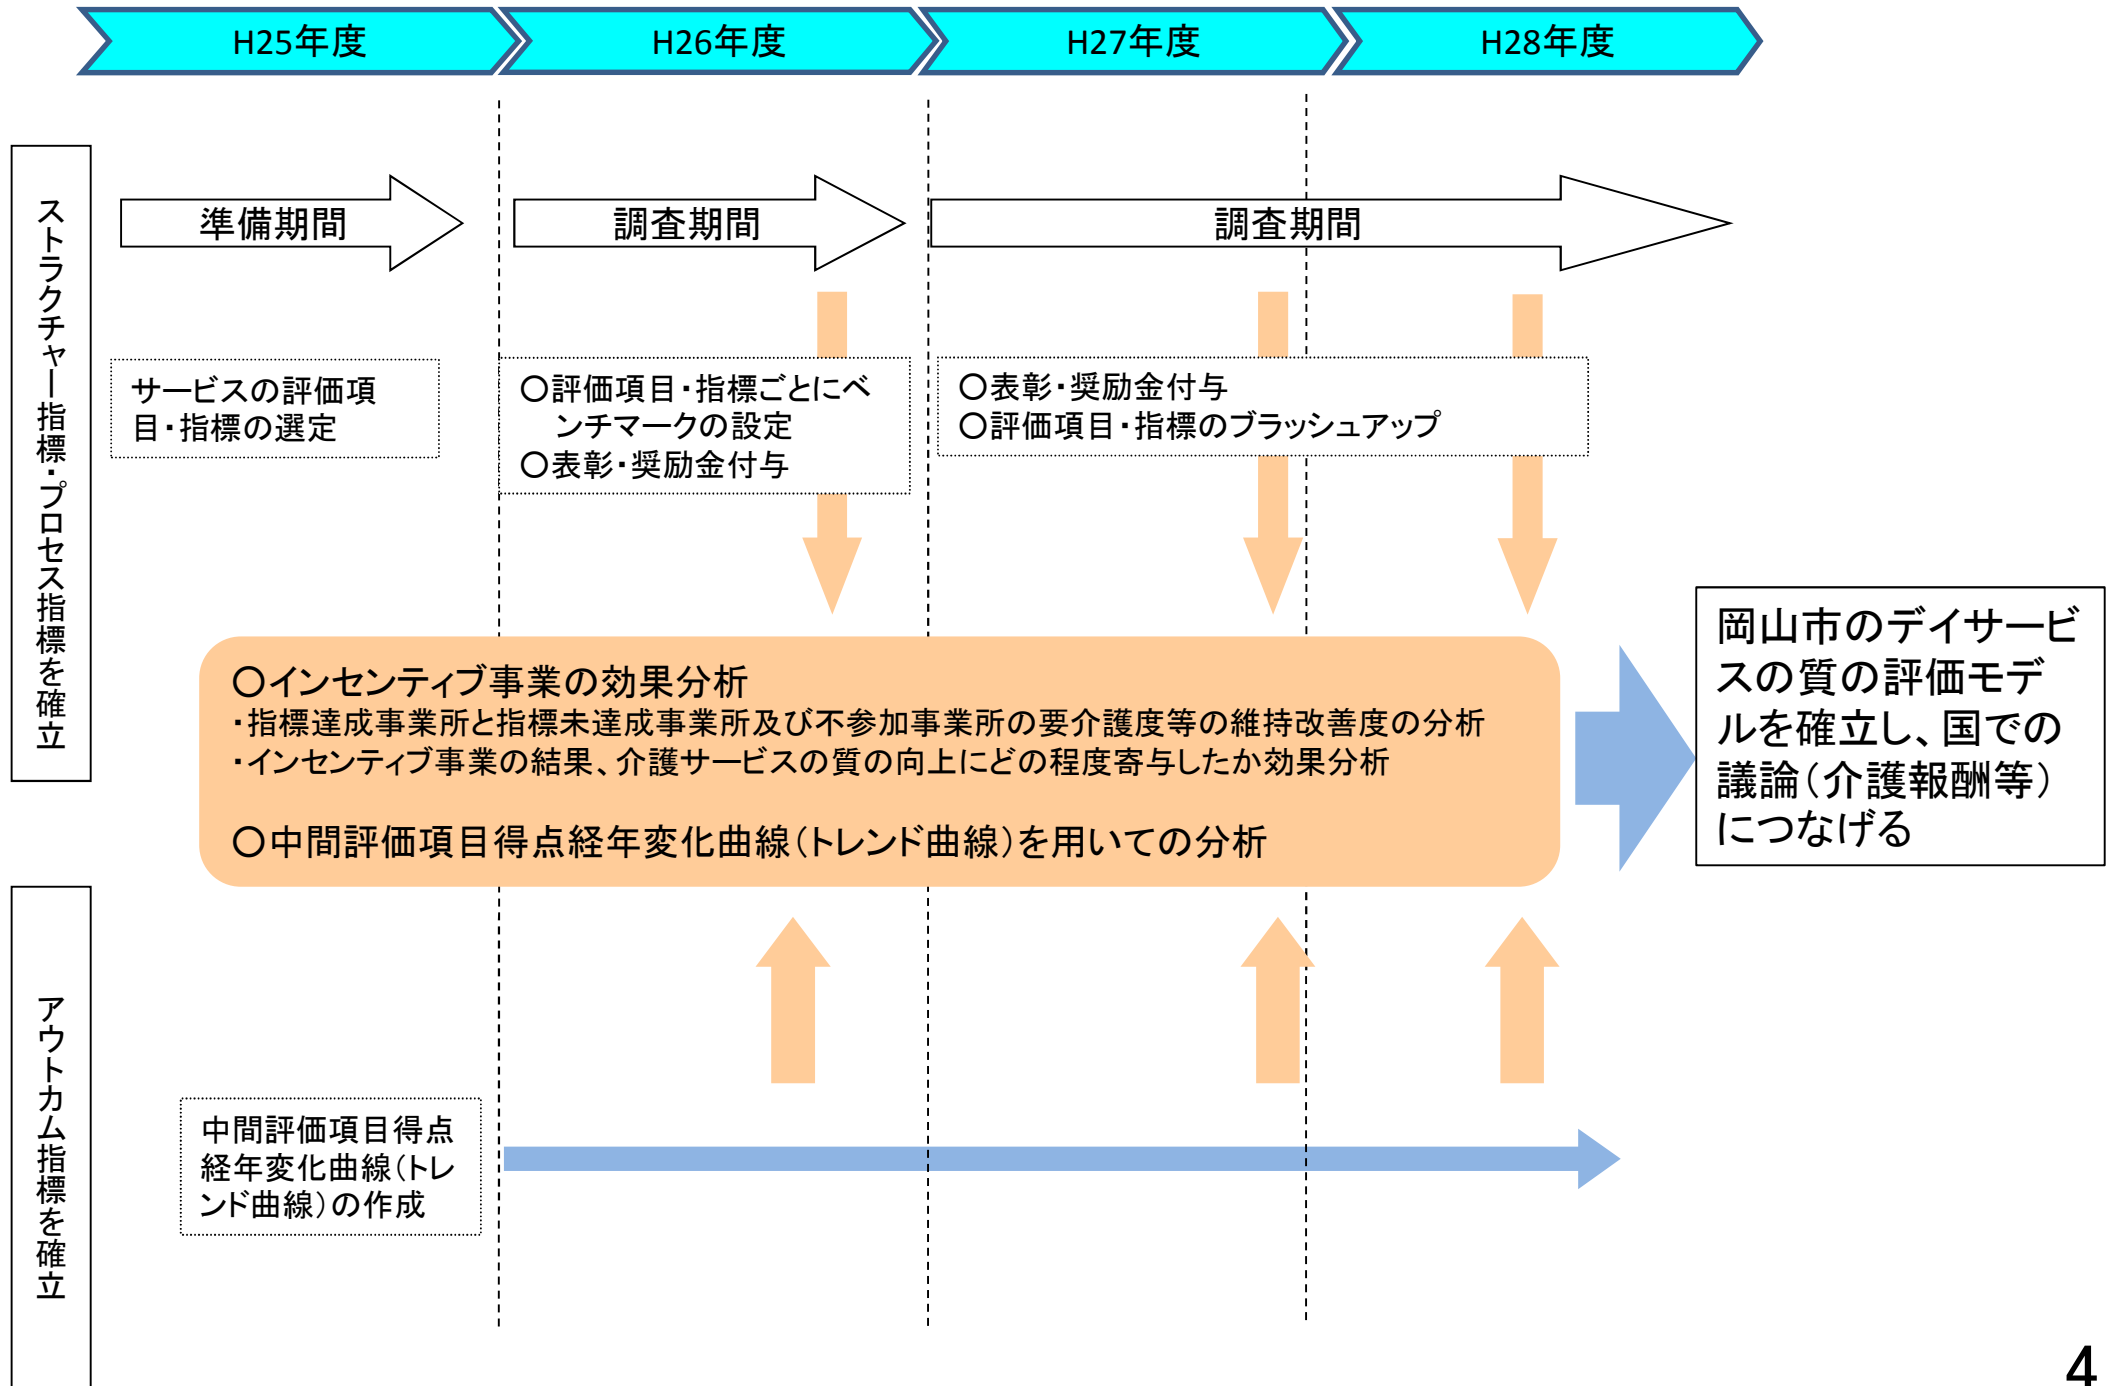 H25年度
H26年度
H27年度
H28年度
ストラクチャー指標・プロセス指標を確立
準備期間
調査期間
調査期間
サービスの評価項
目・指標の選定
〇評価項目・指標ごとにベ
ンチマークの設定
〇表彰・奨励金付与
〇表彰・奨励金付与
〇評価項目・指標のブラッシュアップ
〇インセンティブ事業の効果分析
・指標達成事業所と指標未達成事業所及び不参加事業所の要介護度等の維持改善度の分析
・インセンティブ事業の結果、介護サービスの質の向上にどの程度寄与したか効果分析
〇中間評価項目得点経年変化曲線(トレンド曲線)を用いての分析
岡山市のデイサービ
スの質の評価モデ
ルを確立し、国での
議論(介護報酬等)
につなげる
アウトカム指標を確立
中間評価項目得点
経年変化曲線(トレ
ンド曲線)の作成
4